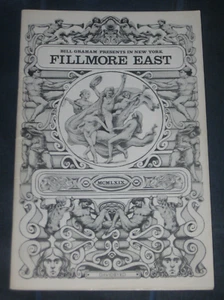 BILL GRAHAM PRESENTS IN NEW YORK
FILLMORE EAST
MCMLXIX